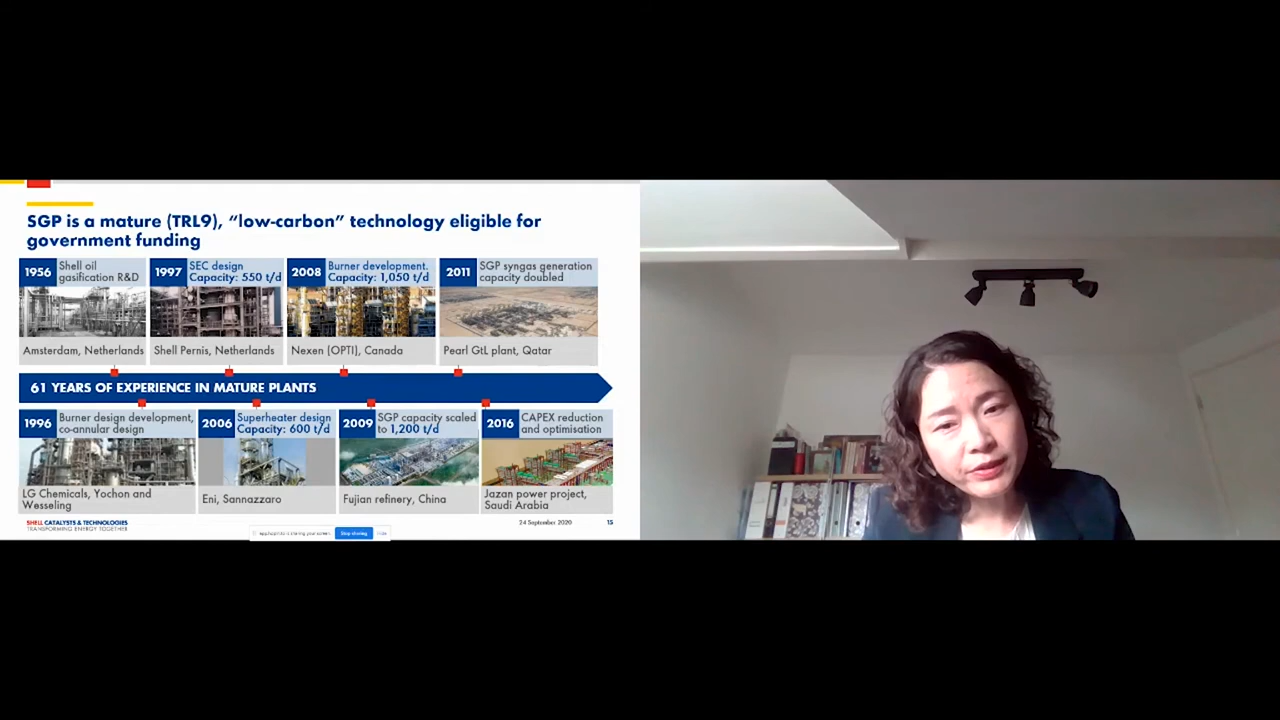 SGP is a mature (TRL9), “low-carbon” technology eligible for
government funding
1956
Shell oil
gasification R&D
Amsterdam, Netherlands
1997
SEC design
Capacity: 550 t/d
Shell Pernis, Netherlands
2008
Burner development.
Capacity: 1,050 t/d
Nexen (OPTI), Canada
2011
SGP syngas generation
capacity doubled
Pearl GtL plant, Qatar
61 YEARS OF EXPERIENCE IN MATURE PLANTS
1996
Burner design development,
co-annular design
LG Chemicals, Yochon and
Wesseling
2006
Superheater design
Capacity: 600 t/d
Eni, Sannazzaro
2009
SGP capacity scaled
to 1,200 t/d
Fujian refinery, China
2016
CAPEX reduction
and optimisation
Jazan power project,
Saudi Arabia
SHELL CATALYSTS & TECHNOLOGIES
TRANSFORMING ENERGY TOGETHER
24 September 2020
15
is sharing your screen.
Stop sharing
Hide